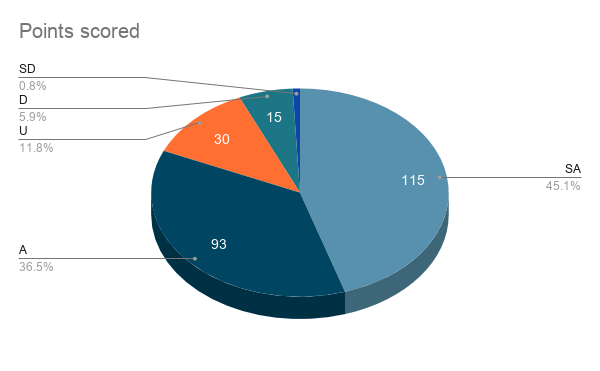 Points scored
SD
0.8%
D
5.9%
U
11.8%
15
30
SA
45.1%
115
93
A
36.5%